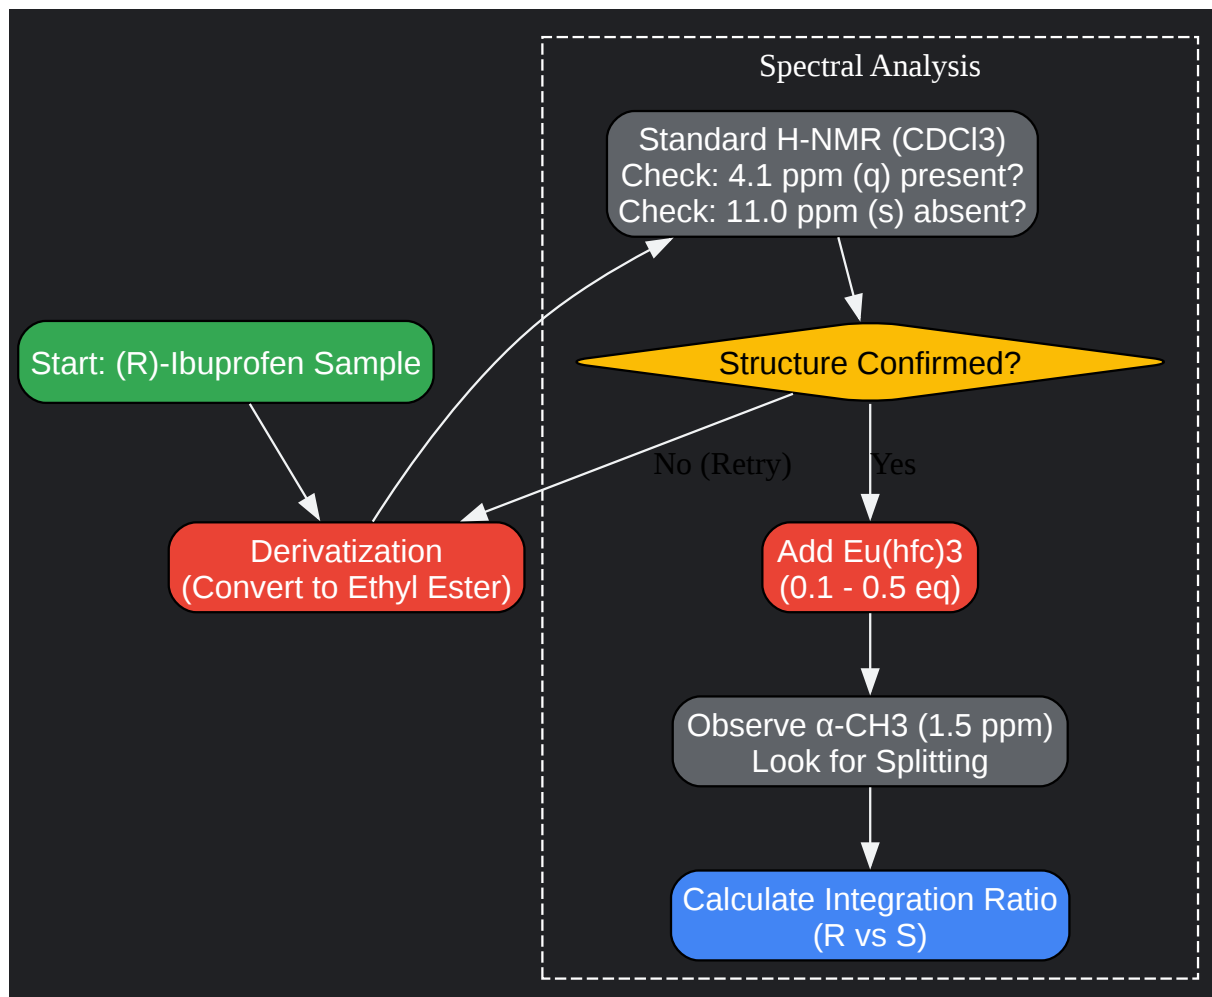 Spectral Analysis
Standard H-NMR (CDCl3)
Check: 4.1 ppm (q) present?
Check: 11.0 ppm (s) absent?
Start: (R)-Ibuprofen Sample
Structure Confirmed?
No (Retry)
Yes
Derivatization
(Convert to Ethyl Ester)
Add Eu(hfc)3
(0.1 - 0.5 eq)
Observe α-CH3 (1.5 ppm)
Look for Splitting
Calculate Integration Ratio
(R vs S)